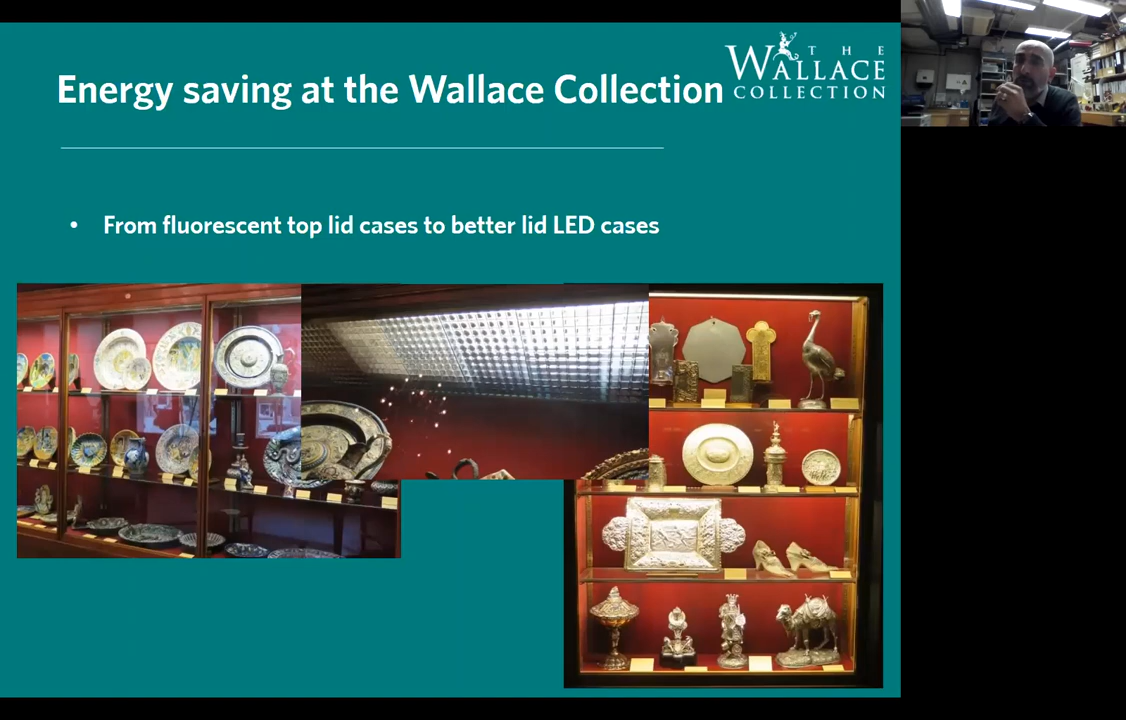 Energy saving at the Wallace Collection
THE
WALLACE
COLLECTION
• From fluorescent top lid cases to better lid LED cases